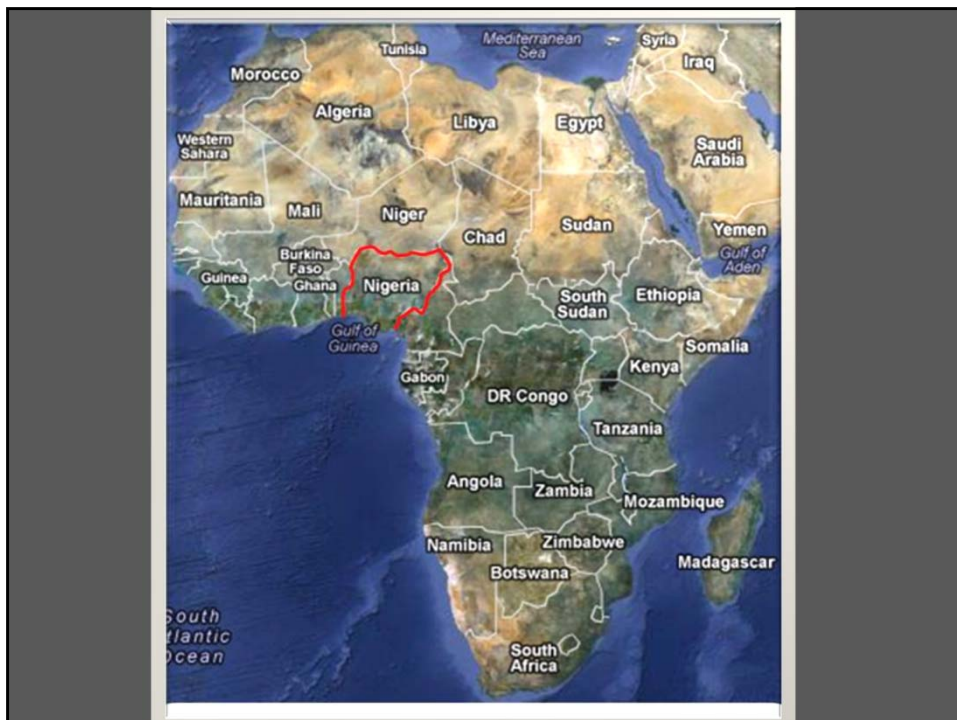 Mediterranean
Sea
Syria
Tunisia
Iraq
Morocco
Algeria
Libya
Egypt
Western
Sahara
Saudi
Arabia
Mauritania
Mali
Niger
Chad
Sudan
Yemen
Gulf of
Aden
Burkina
Faso
Guinea
Ghana
Nigeria
South
Sudan
Ethiopia
Gulf of
Guinea
Somalia
Kenya
Gabon
DR Congo
Tanzania
Angola
Zambia
Mozambique
Namibia
Zimbabwe
Botswana
Madagascar
South
tlantic
Ocean
South
Africa